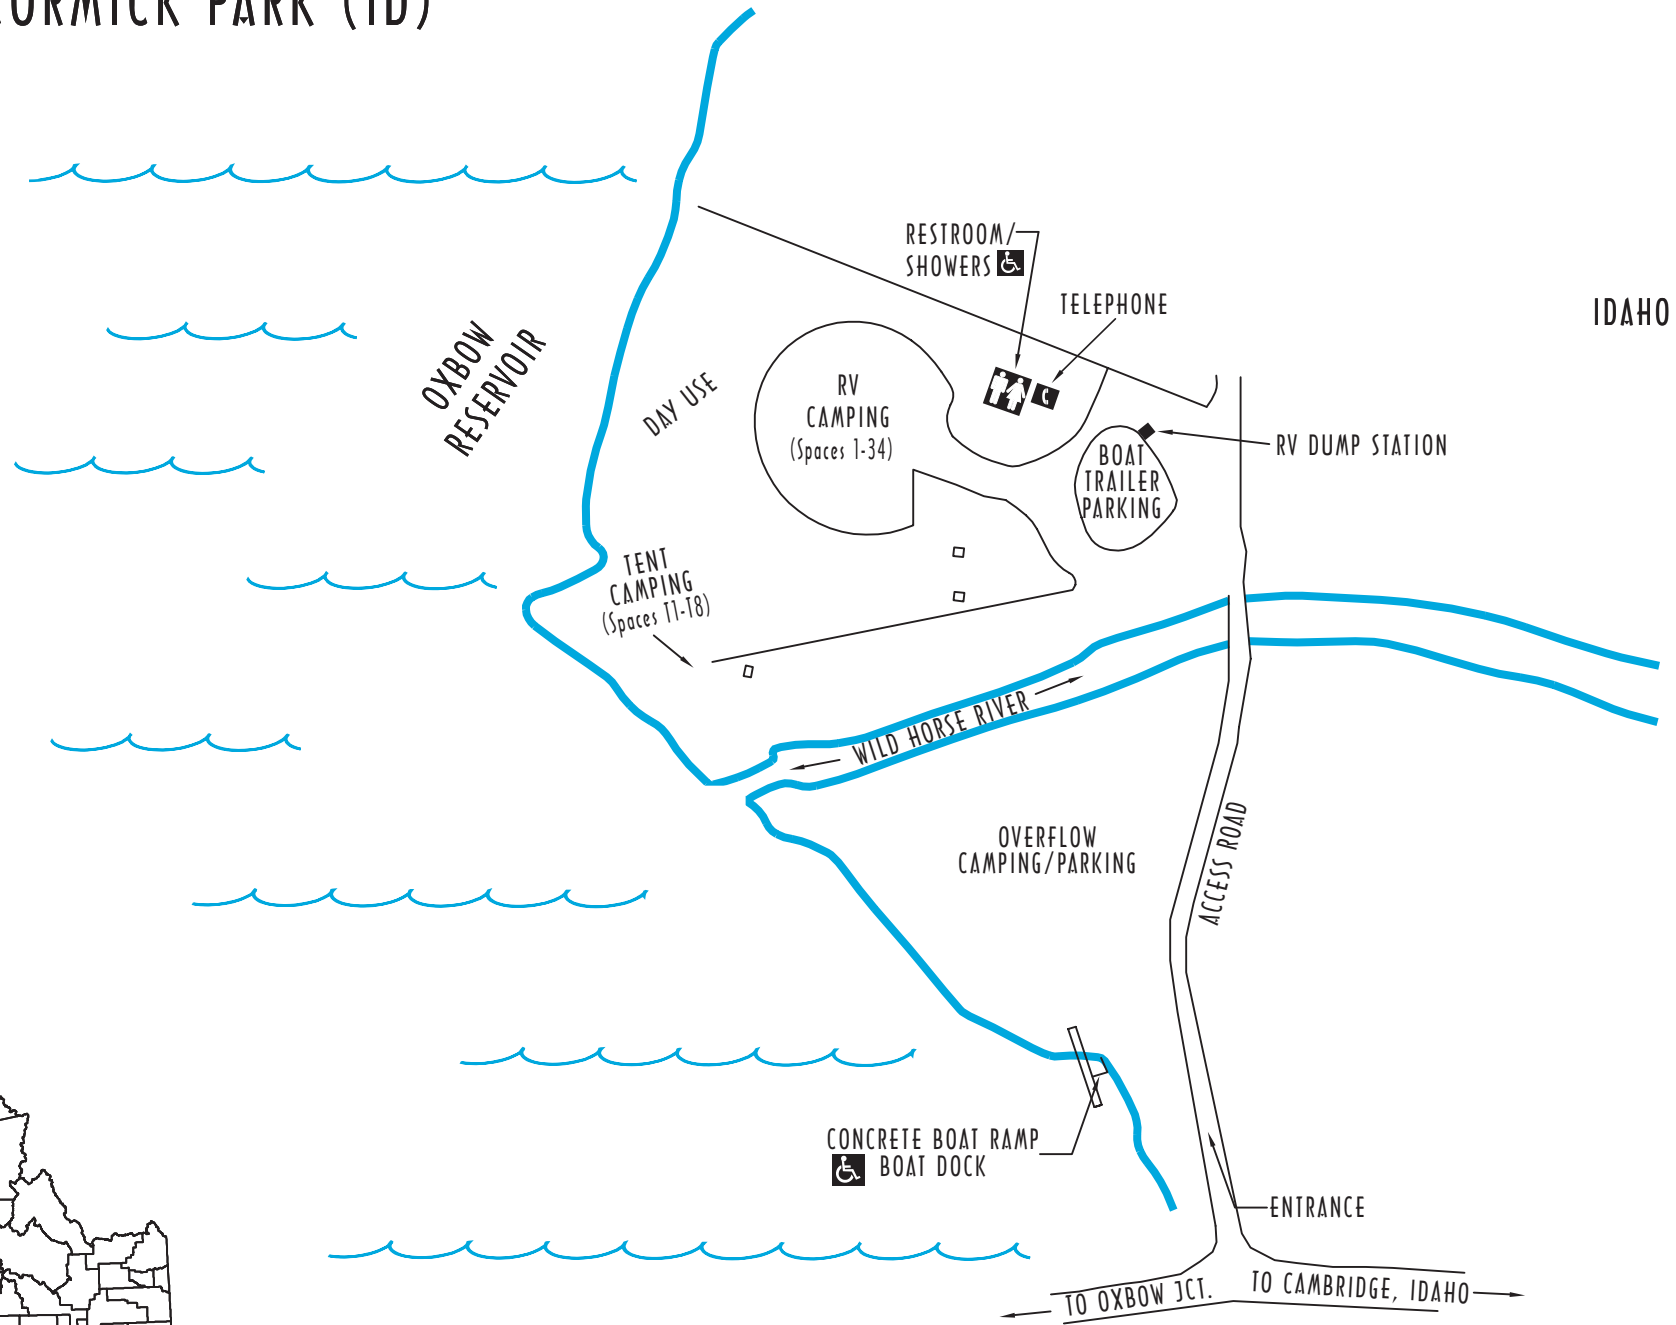 CORMICK PARK (ID)
RESTROOM/
SHOWERS
TELEPHONE
IDAHO
OXBOW
RESERVOIR
DAY USE
RV
CAMPING
(Spaces 1-34)
RV DUMP STATION
BOAT
TRAILER
PARKING
TENT
CAMPING
(Spaces T1-T8)
WILD HORSE RIVER
OVERFLOW
CAMPING/PARKING
ACCESS ROAD
CONCRETE BOAT RAMP
BOAT DOCK
ENTRANCE
TO OXBOW JCT.
TO CAMBRIDGE, IDAHO